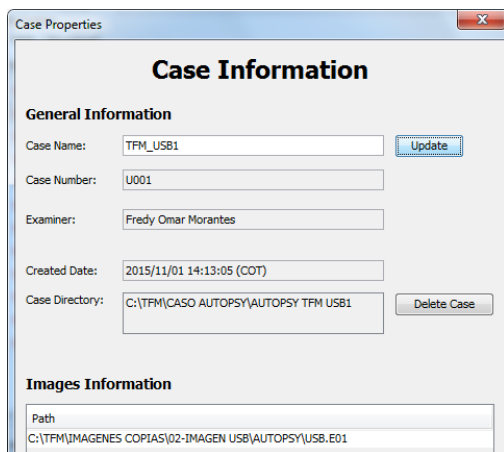 Case Properties
X
Case Information
General Information
Case Name: TFM_USB1 Update
Case Number: U001
Examiner: Fredy Omar Morantes
Created Date: 2015/11/01 14:13:05 (COT)
Case Directory: C:\TFM\CASO AUTOPSY\AUTOPSY TFM USB1 Delete Case
Images Information
Path
C:\TFM\IMAGENES COPIAS\02-IMAGEN USB\AUTOPSY\USB.E01